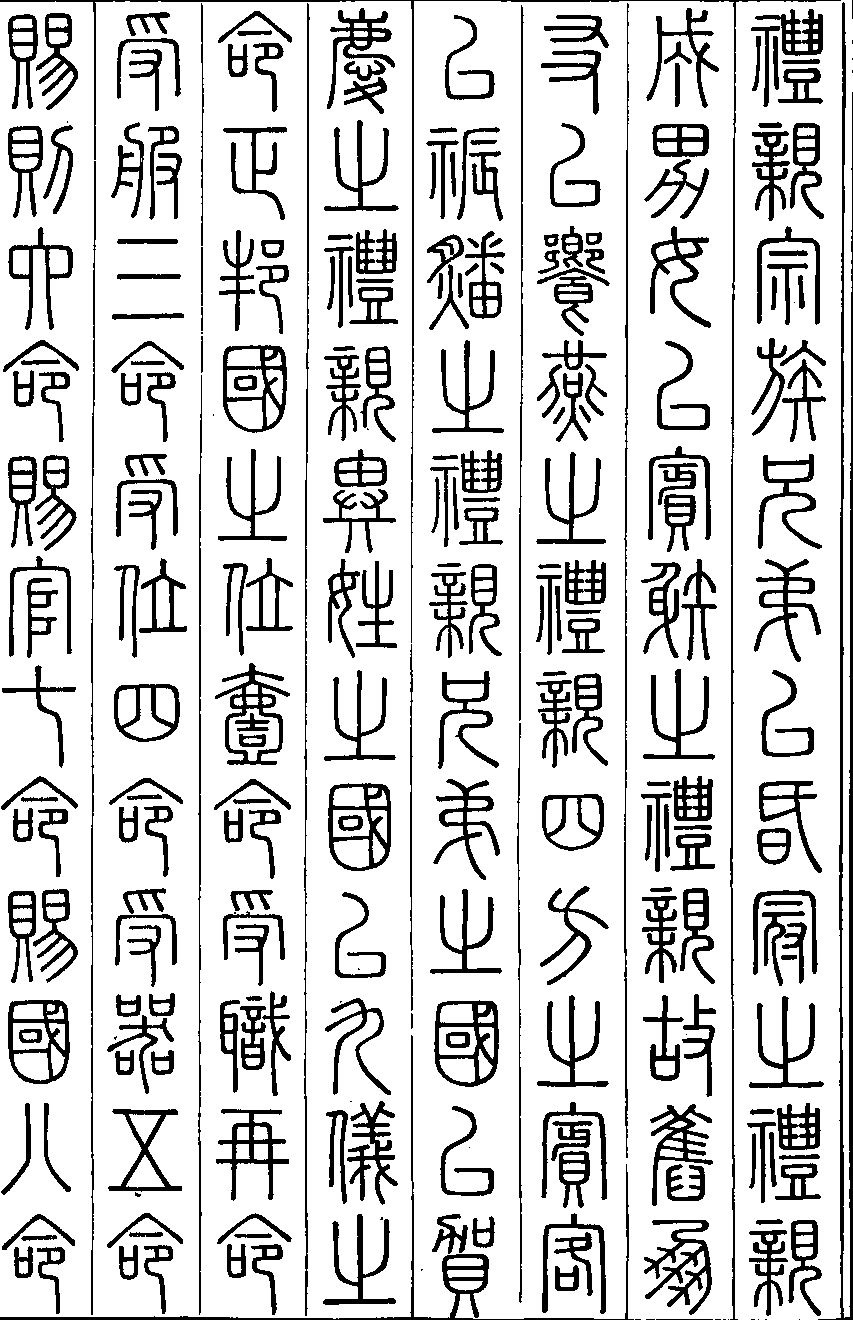 禮親宗族兄弟以昏冠之禮親
成男女以賓射之禮親故舊朋
友以饗燕之禮親四方之賓客
以祳膰之禮親兄弟之國以賀
慶之禮親異姓之國以九儀之
命正邦國之位壹命受職再命
受服三命受位四命受器五命
賜則六命賜官七命賜國八命